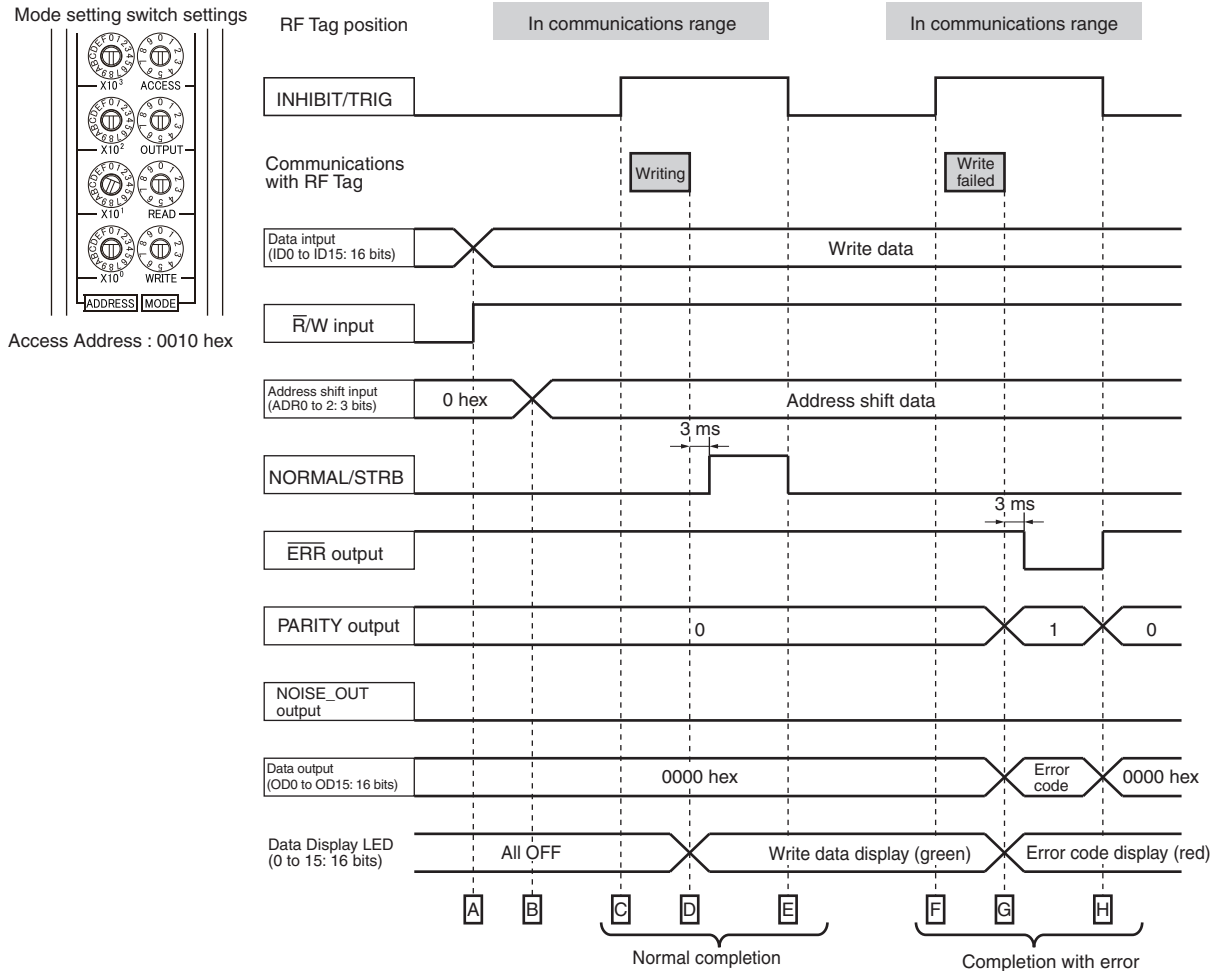 Mode setting switch settings
X10³ ACCESS
X10² OUTPUT
X10¹ READ
X10⁰ WRITE
ADDRESS MODE
Access Address : 0010 hex
RF Tag position
In communications range
In communications range
INHIBIT/TRIG
Communications
with RF Tag
Writing
Write
failed
Data intput
(ID0 to ID15: 16 bits)
Write data
R̅/W input
Address shift input
(ADR0 to 2: 3 bits)
0 hex
Address shift data
3 ms
NORMAL/STRB
3 ms
E̅R̅R̅ output
PARITY output
0
1
0
NOISE_OUT
output
Data output
(OD0 to OD15: 16 bits)
0000 hex
Error
code
0000 hex
Data Display LED
(0 to 15: 16 bits)
All OFF
Write data display (green)
Error code display (red)
A B C D E F G H
Normal completion
Completion with error